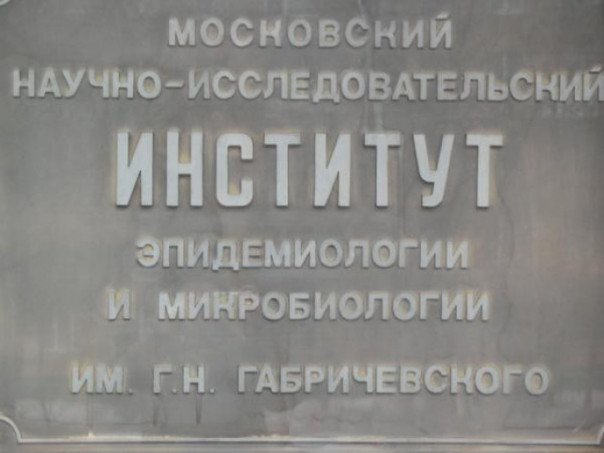 МОСКОВСКИЙ
НАУЧНО-ИССЛЕДОВАТЕЛЬСКИЙ
ИНСТИТУТ
ЭПИДЕМИОЛОГИИ
И МИКРОБИОЛОГИИ
ИМ. Г.Н. ГАБРИЧЕВСКОГО